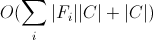 O(∑_i |F_i||C| + |C|)